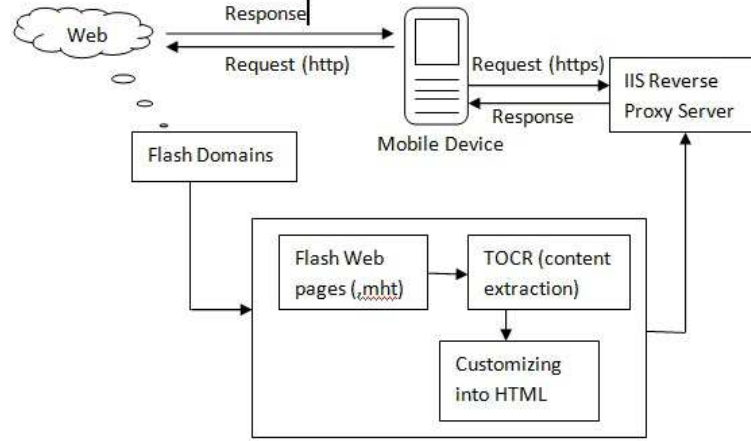 Response
Web
Request (http)
Request (https)
IIS Reverse
Proxy Server
Response
Mobile Device
Flash Domains
Flash Web
pages (,mht)
TOCR (content
extraction)
Customizing
into HTML